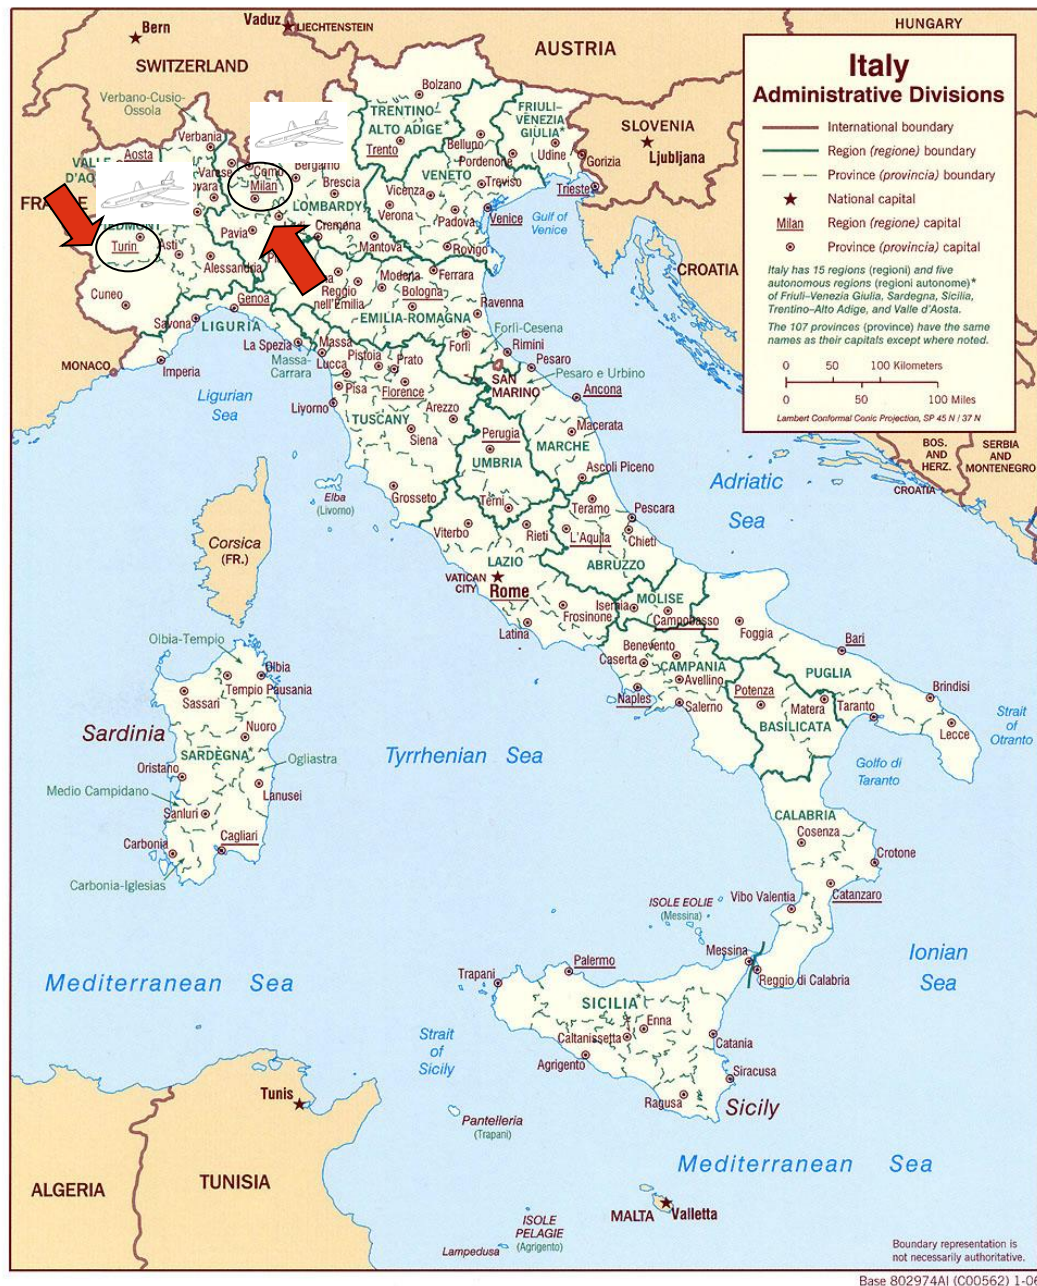 Bern
Vaduz
LIECHTENSTEIN
HUNGARY
AUSTRIA
SWITZERLAND
Italy
Administrative Divisions
International boundary
Region (regione) boundary
Province (provincia) boundary
National capital
Milan
Region (regione) capital
Province (provincia) capital
Italy has 15 regions (regioni) and five
autonomous regions (regioni autonome)*
of Friuli–Venezia Giulia, Sardegna, Sicilia,
Trentino–Alto Adige, and Valle d'Aosta.
The 107 provinces (province) have the same
names as their capitals except where noted.
0 50 100 Kilometers
0 50 100 Miles
Lambert Conformal Conic Projection, SP 45 N / 37 N
SLOVENIA
Ljubljana
CROATIA
BOS.
AND
HERZ.
SERBIA
AND
MONTENEGRO
CROATIA
Verbano-Cusio-
Ossola
Verbania
Bolzano
TRENTINO–
ALTO ADIGE*
Trento
FRIULI–
VENEZIA
GIULIA*
Belluno
Pordenone
Udine
Gorizia
Trieste
Aosta
VALLE
D'AO
Varese
Como
Bergamo
Milan
Brescia
LOMBARDY
VENETO
Vicenza
Treviso
Verona
Padova
Venice
Gulf of
Venice
Rovigo
Turin
Asti
Pavia
Cremona
Mantova
Alessandria
Cuneo
Genoa
Savona
LIGURIA
Imperia
MONACO
Reggio
nell'Emilia
Modena
Bologna
Ferrara
EMILIA-ROMAGNA
Ravenna
Forlì-Cesena
Forlì
Rimini
La Spezia
Massa
Massa-
Carrara
Lucca
Pistoia
Prato
Pisa
Florence
Livorno
TUSCANY
Arezzo
Siena
Grosseto
SAN
MARINO
Pesaro
Pesaro e Urbino
Ancona
Macerata
MARCHE
Perugia
UMBRIA
Ascoli Piceno
Terni
Ligurian
Sea
Elba
(Livorno)
Corsica
(FR.)
Adriatic
Sea
Viterbo
Rieti
Teramo
Pescara
L'Aquila
Chieti
ABRUZZO
LAZIO
VATICAN
CITY
Rome
Frosinone
Latina
Isernia
MOLISE
Campobasso
Foggia
Bari
Benevento
Caserta
CAMPANIA
Avellino
Naples
Salerno
Potenza
BASILICATA
Matera
PUGLIA
Taranto
Brindisi
Lecce
Golfo di
Taranto
Strait
of
Otranto
Olbia-Tempio
Olbia
Tempio Pausania
Sassari
Nuoro
Sardinia
SARDEGNA*
Oristano
Ogliastra
Lanusei
Medio Campidano
Sanluri
Carbonia
Cagliari
Carbonia-Iglesias
Tyrrhenian Sea
CALABRIA
Cosenza
Crotone
Catanzaro
Vibo Valentia
ISOLE EOLIE
(Messina)
Messina
Reggio di Calabria
Ionian
Sea
Mediterranean Sea
Trapani
Palermo
SICILIA*
Enna
Caltanissetta
Agrigento
Catania
Siracusa
Ragusa
Sicily
Strait
of
Sicily
Pantelleria
(Trapani)
Tunis
TUNISIA
ALGERIA
Mediterranean Sea
MALTA
Valletta
ISOLE
PELAGIE
(Agrigento)
Lampedusa
Boundary representation is
not necessarily authoritative.
Base 802974AI (C00562) 1-06